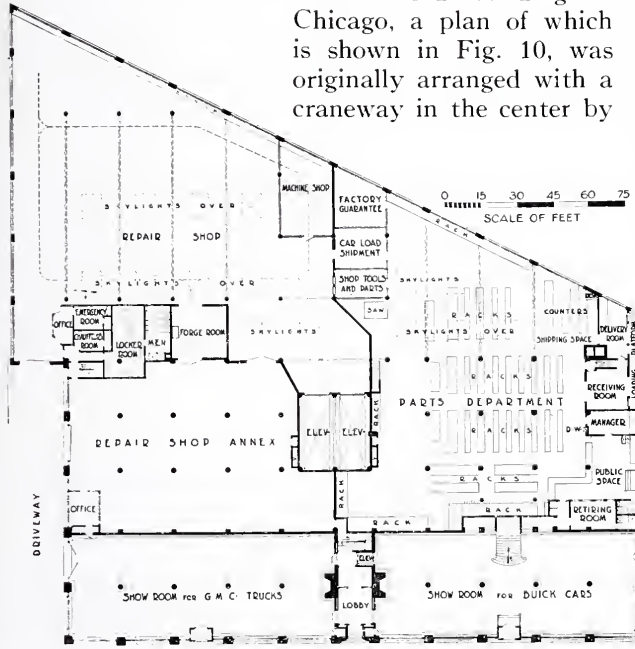 Chicago, a plan of which
is shown in Fig. 10, was
originally arranged with a
craneway in the center by
MACHINE SHOP
FACTORY
GUARANTEE
0 15 30 45 60 75
SCALE OF FEET
RACK
SKYLIGHTS OVER
REPAIR SHOP
CAR LOAD
SHIPMENT
SKYLIGHTS OVER
SHOP TOOLS
AND PARTS
SKYLIGHTS
RACKS
COUNTERS
SAW
OFFICE
EMERGENCY
ROOM
CHAUFFEURS
ROOM
LOCKER
ROOM
MEN
FORGE ROOM
SKYLIGHTS
SKYLIGHTS OVER
SHIPPING SPACE
DELIVERY
ROOM
LOADING PLATFORM
RACKS
RECEIVING
ROOM
REPAIR SHOP ANNEX
ELEV.
ELEV.
RACK
PARTS DEPARTMENT
RACKS
D.W.
MANAGER
RACKS
PUBLIC
SPACE
OFFICE
RACK
RACK
RACK
RETIRING
ROOM
DRIVEWAY
ELEV.
SHOW ROOM FOR G.M.C. TRUCKS
LOBBY
SHOW ROOM FOR BUICK CARS